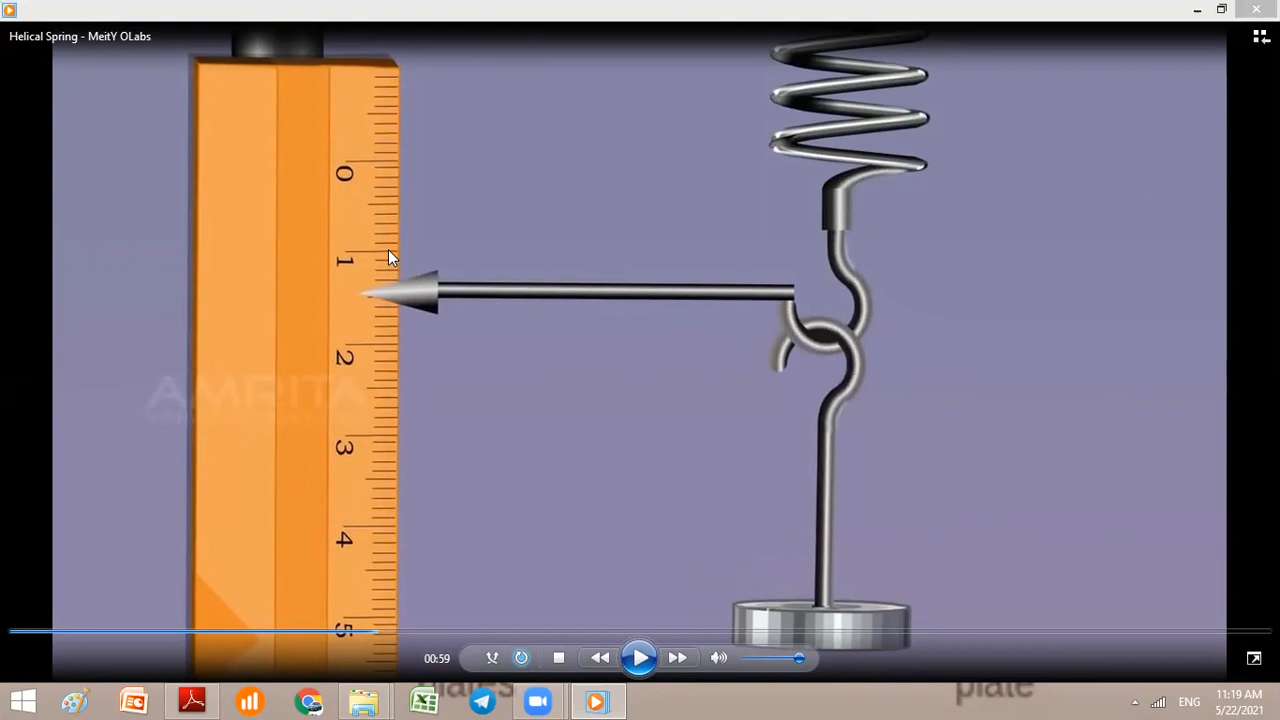 Helical Spring - MeitY OLabs
0
1
2
AMRITA
3
4
5
00:59
plates
plate
ENG
11:19 AM
5/22/2021